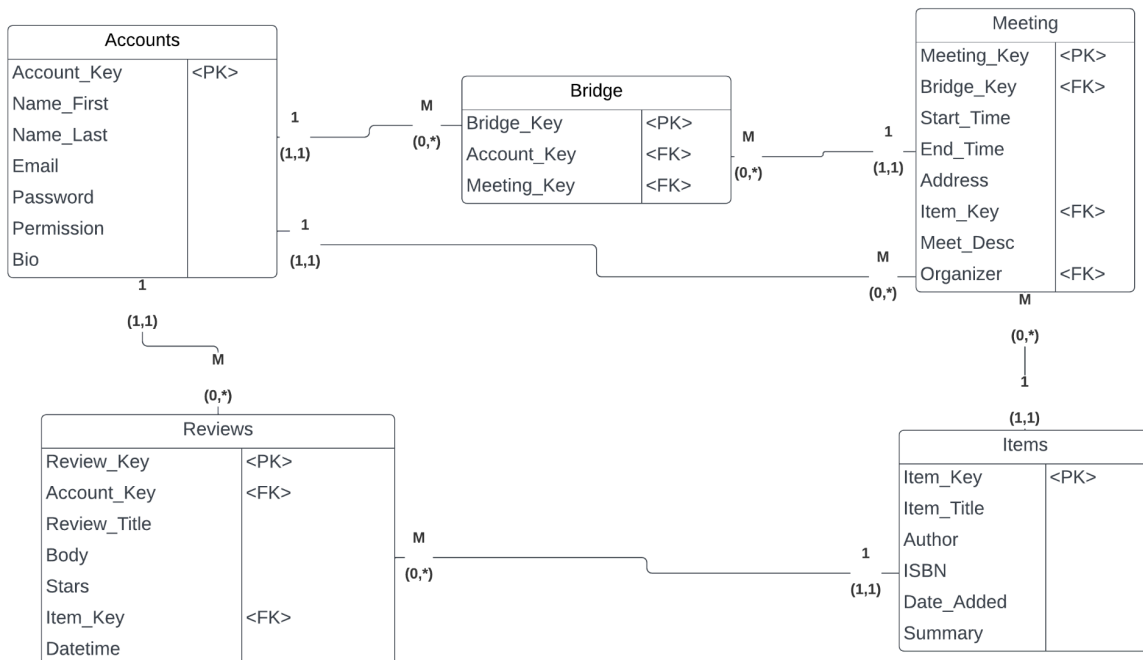 Accounts
Account_Key <PK>
Name_First
Name_Last
Email
Password
Permission
Bio
1
(1,1)
M
(0,*)
Bridge
Bridge_Key <PK>
Account_Key <FK>
Meeting_Key <FK>
M
(0,*)
1
(1,1)
Meeting
Meeting_Key <PK>
Bridge_Key <FK>
Start_Time
End_Time
Address
Item_Key <FK>
Meet_Desc
Organizer <FK>
1
(1,1)
M
(0,*)
1
(1,1)
M
(0,*)
M
(0,*)
1
(1,1)
Reviews
Review_Key <PK>
Account_Key <FK>
Review_Title
Body
Stars
Item_Key <FK>
Datetime
M
(0,*)
1
(1,1)
Items
Item_Key <PK>
Item_Title
Author
ISBN
Date_Added
Summary